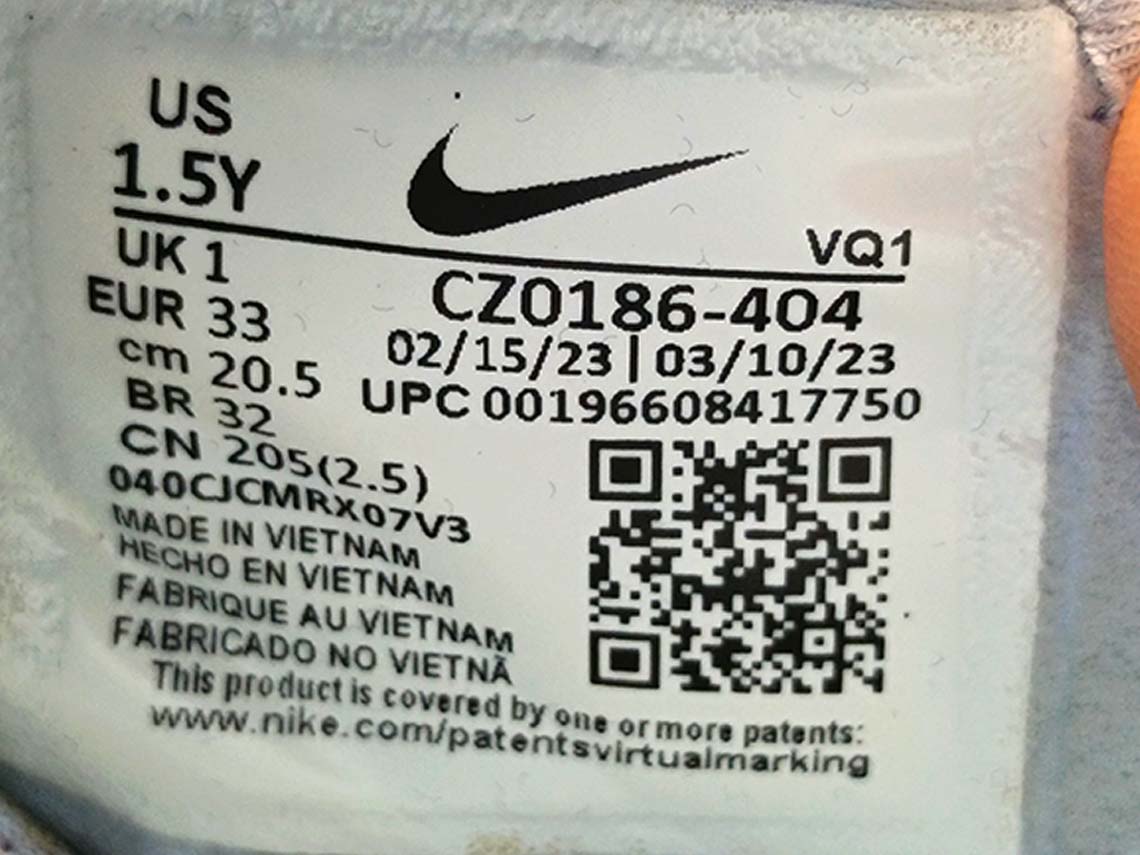 US
1.5Y
VQ1
UK 1
EUR 33
cm 20.5
BR 32
CN 205(2.5)
040CJCMRX07V3
CZ0186-404
02/15/23 | 03/10/23
UPC 00196608417750
MADE IN VIETNAM
HECHO EN VIETNAM
FABRIQUE AU VIETNAM
FABRICADO NO VIETNÃ
This product is covered by one or more patents:
www.nike.com/patentsvirtualmarking